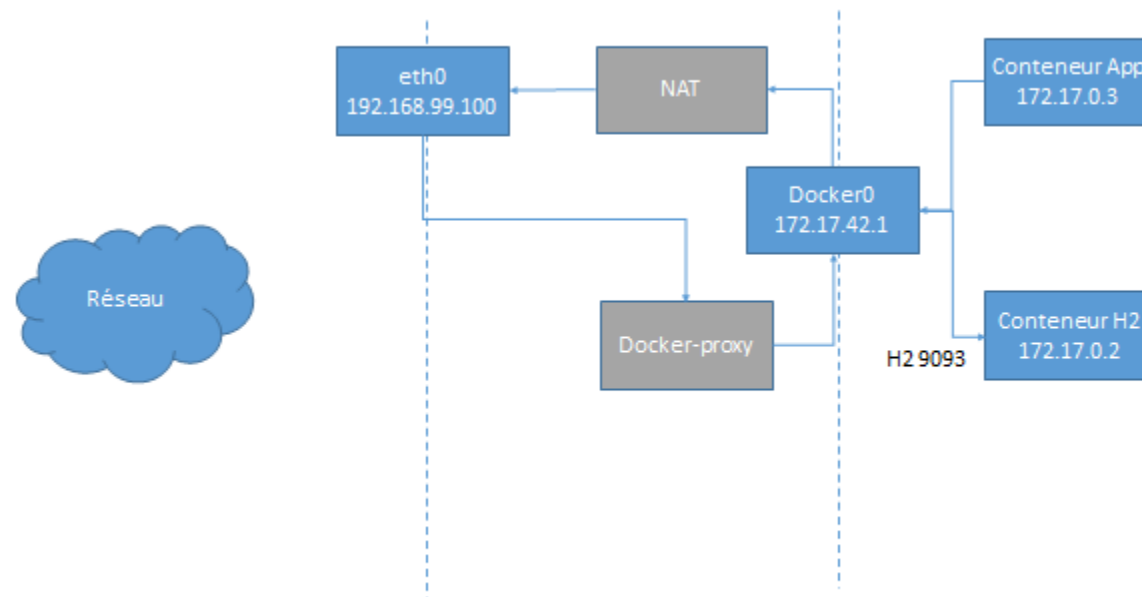 eth0
192.168.99.100
NAT
Conteneur App
172.17.0.3
Docker0
172.17.42.1
Réseau
Docker-proxy
Conteneur H2
172.17.0.2
H2 9093